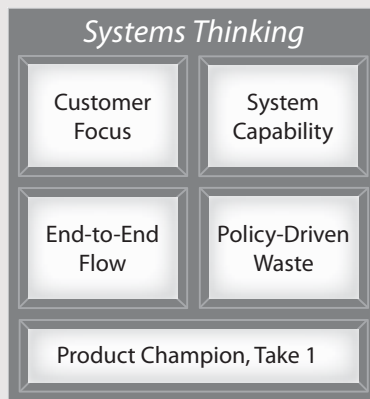 Systems Thinking
Customer
Focus
System
Capability
End-to-End
Flow
Policy-Driven
Waste
Product Champion, Take 1